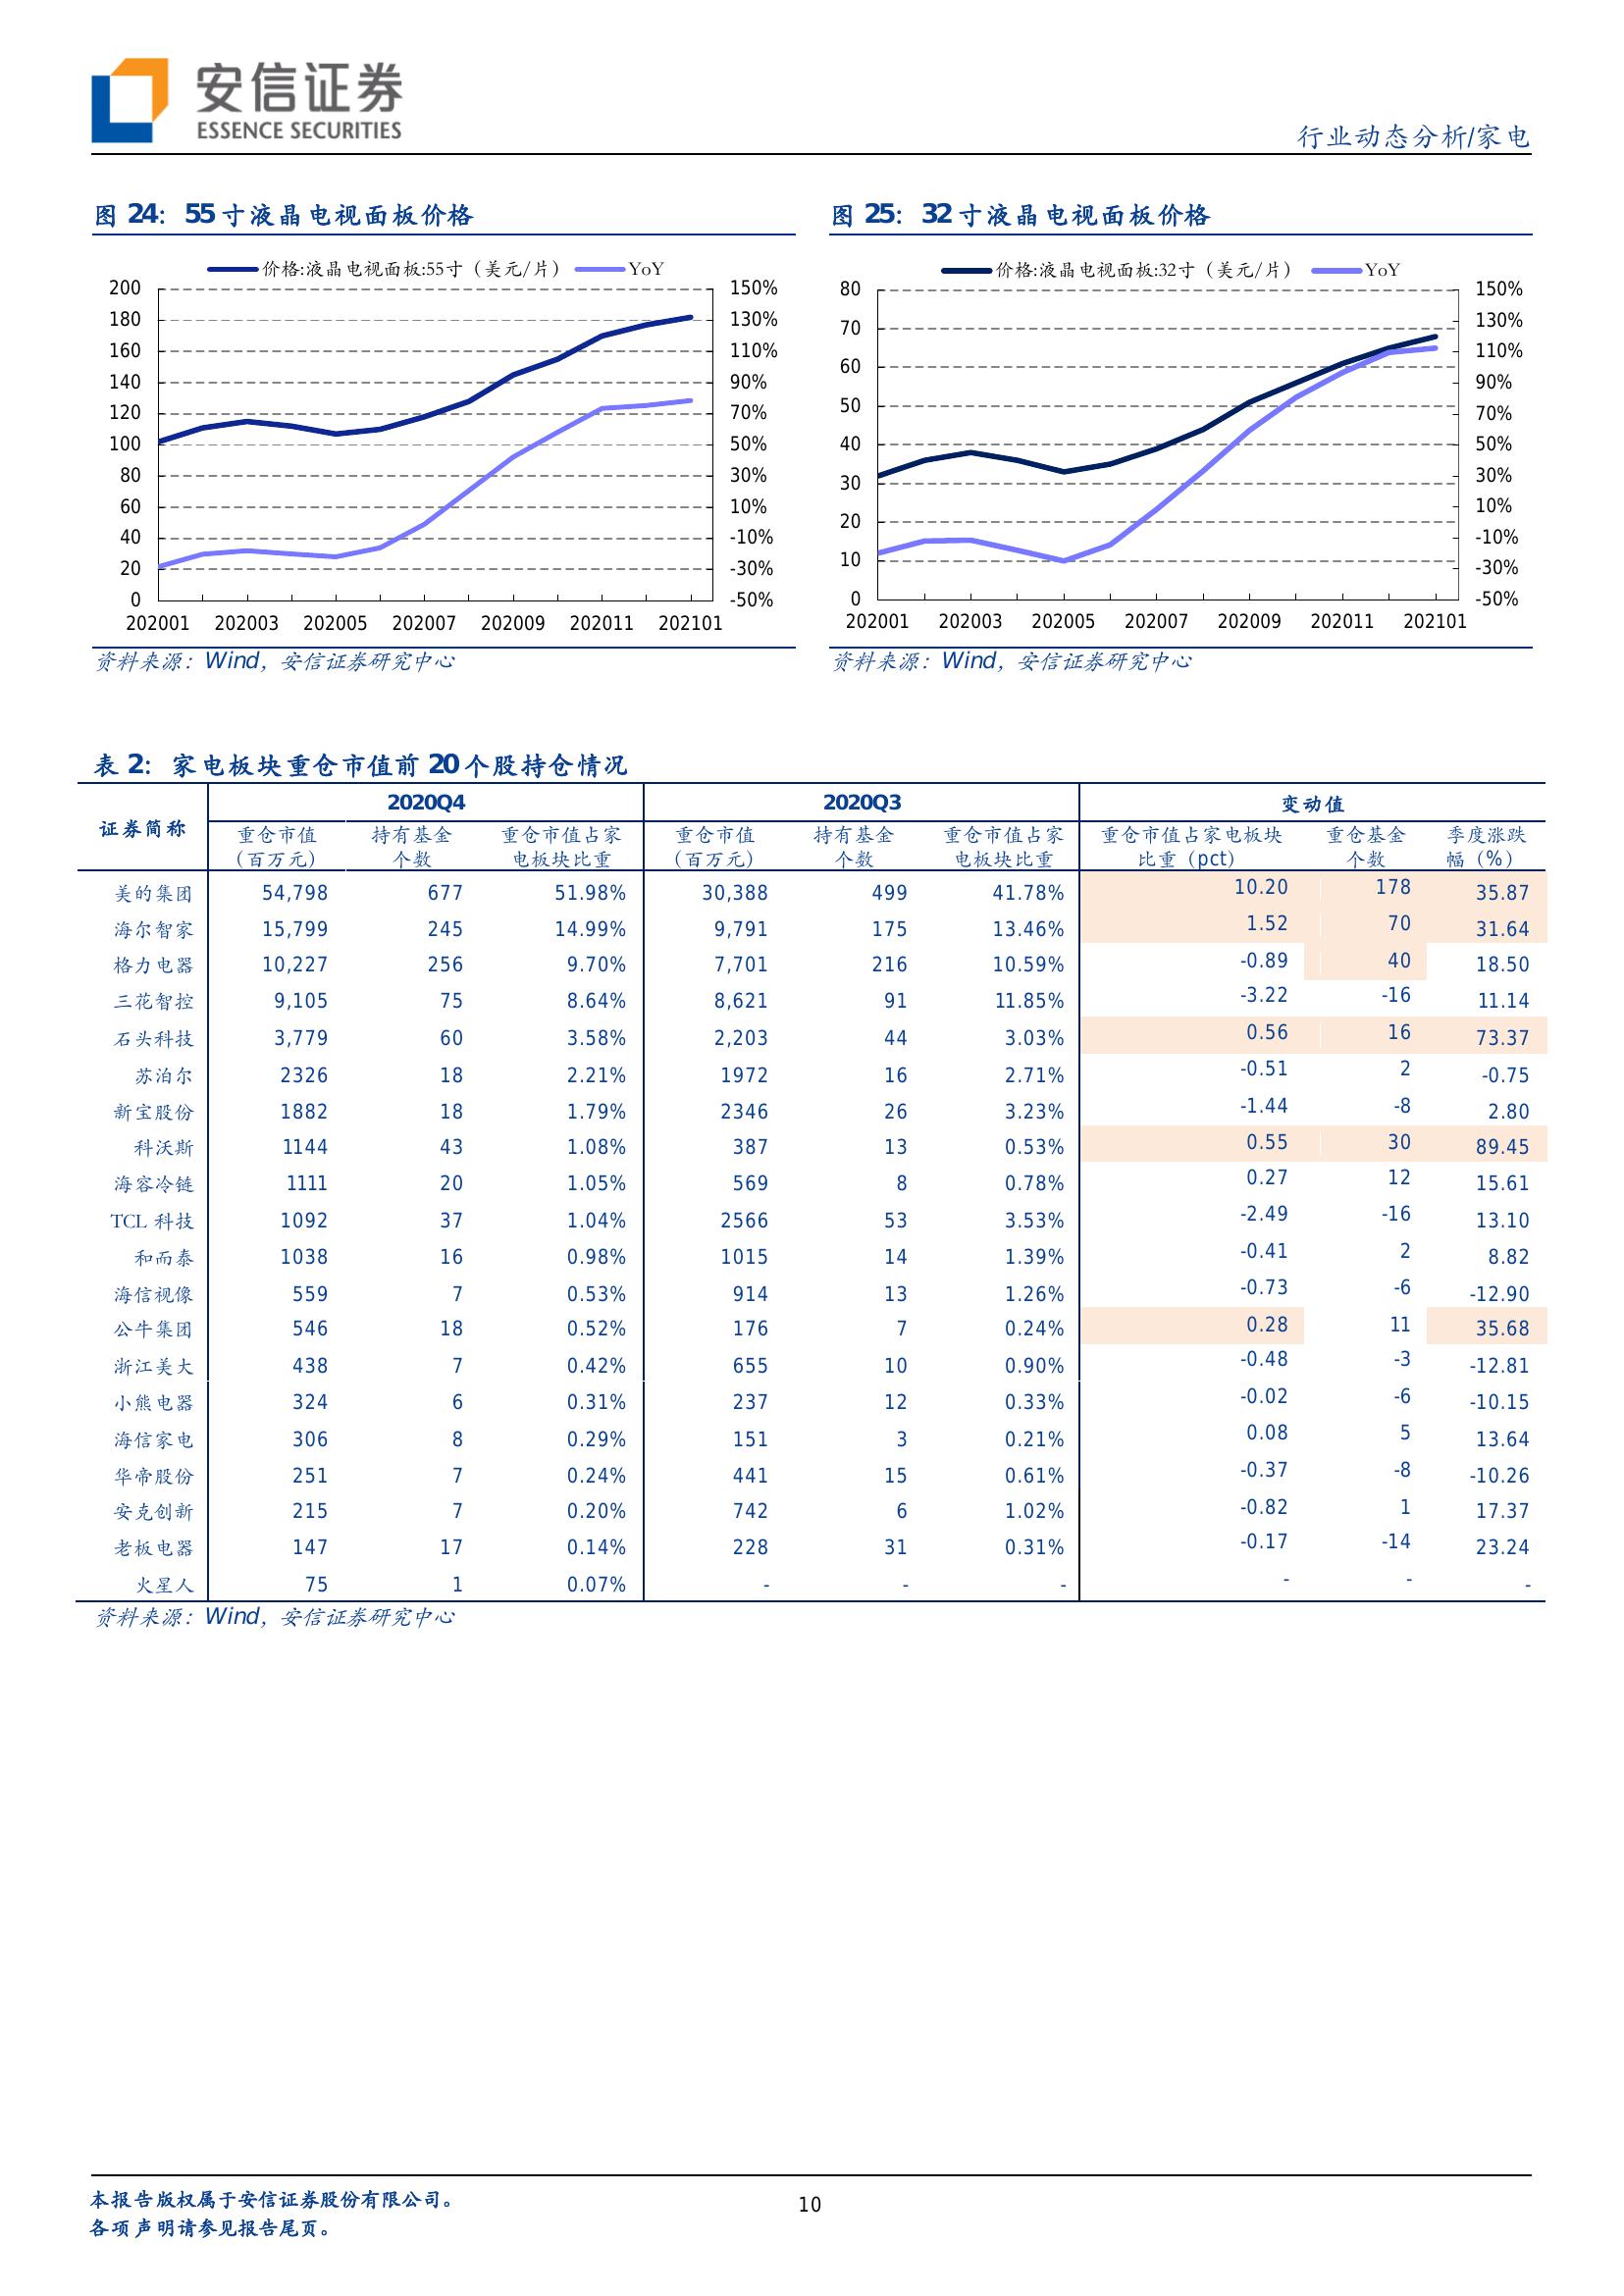 安信证券
ESSENCE SECURITIES
行业动态分析/家电
图 24：55 寸液晶电视面板价格
价格:液晶电视面板:55寸（美元/片） YoY
200 150%
180 130%
160 110%
140 90%
120 70%
100 50%
80 30%
60 10%
40 -10%
20 -30%
0 -50%
202001 202003 202005 202007 202009 202011 202101
资料来源：Wind，安信证券研究中心
图 25：32 寸液晶电视面板价格
价格:液晶电视面板:32寸（美元/片） YoY
80 150%
130%
70
110%
60
90%
50
70%
40 50%
30 30%
10%
20
-10%
10
-30%
0 -50%
202001 202003 202005 202007 202009 202011 202101
资料来源：Wind，安信证券研究中心
表 2：家电板块重仓市值前 20 个股持仓情况
证券简称 2020Q4 2020Q3 变动值
重仓市值 持有基金 重仓市值占家 重仓市值 持有基金 重仓市值占家 重仓市值占家电板块 重仓基金 季度涨跌
（百万元） 个数 电板块比重 （百万元） 个数 电板块比重 比重（pct） 个数 幅（%）
美的集团 54,798 677 51.98% 30,388 499 41.78% 10.20 178 35.87
海尔智家 15,799 245 14.99% 9,791 175 13.46% 1.52 70 31.64
格力电器 10,227 256 9.70% 7,701 216 10.59% -0.89 40 18.50
三花智控 9,105 75 8.64% 8,621 91 11.85% -3.22 -16 11.14
石头科技 3,779 60 3.58% 2,203 44 3.03% 0.56 16 73.37
苏泊尔 2326 18 2.21% 1972 16 2.71% -0.51 2 -0.75
新宝股份 1882 18 1.79% 2346 26 3.23% -1.44 -8 2.80
科沃斯 1144 43 1.08% 387 13 0.53% 0.55 30 89.45
海容冷链 1111 20 1.05% 569 8 0.78% 0.27 12 15.61
TCL 科技 1092 37 1.04% 2566 53 3.53% -2.49 -16 13.10
和而泰 1038 16 0.98% 1015 14 1.39% -0.41 2 8.82
海信视像 559 7 0.53% 914 13 1.26% -0.73 -6 -12.90
公牛集团 546 18 0.52% 176 7 0.24% 0.28 11 35.68
浙江美大 438 7 0.42% 655 10 0.90% -0.48 -3 -12.81
小熊电器 324 6 0.31% 237 12 0.33% -0.02 -6 -10.15
海信家电 306 8 0.29% 151 3 0.21% 0.08 5 13.64
华帝股份 251 7 0.24% 441 15 0.61% -0.37 -8 -10.26
安克创新 215 7 0.20% 742 6 1.02% -0.82 1 17.37
老板电器 147 17 0.14% 228 31 0.31% -0.17 -14 23.24
火星人 75 1 0.07% - - - - - -
资料来源：Wind，安信证券研究中心
本报告版权属于安信证券股份有限公司。
各项声明请参见报告尾页。
10